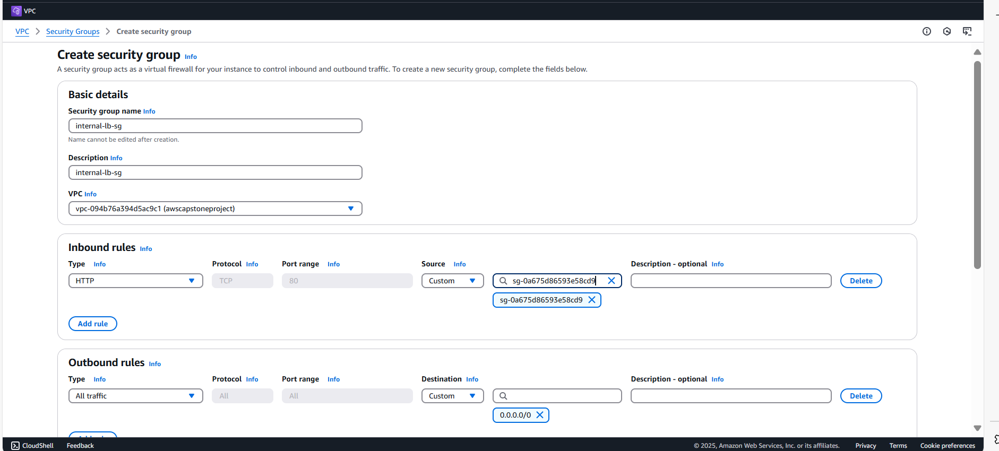 VPC
VPC > Security Groups > Create security group
Create security group Info
A security group acts as a virtual firewall for your instance to control inbound and outbound traffic. To create a new security group, complete the fields below.
Basic details
Security group name Info
internal-lb-sg
Name cannot be edited after creation.
Description Info
internal-lb-sg
VPC Info
vpc-094b76a394d5ac9c1 (awscapstoneproject)
Inbound rules Info
Type Info Protocol Info Port range Info Source Info Description - optional Info
HTTP TCP 80 Custom sg-0a675d86593e58cd9 Delete
sg-0a675d86593e58cd9
Add rule
Outbound rules Info
Type Info Protocol Info Port range Info Destination Info Description - optional Info
All traffic All All Custom Delete
0.0.0.0/0
CloudShell Feedback © 2025, Amazon Web Services, Inc. or its affiliates. Privacy Terms Cookie preferences